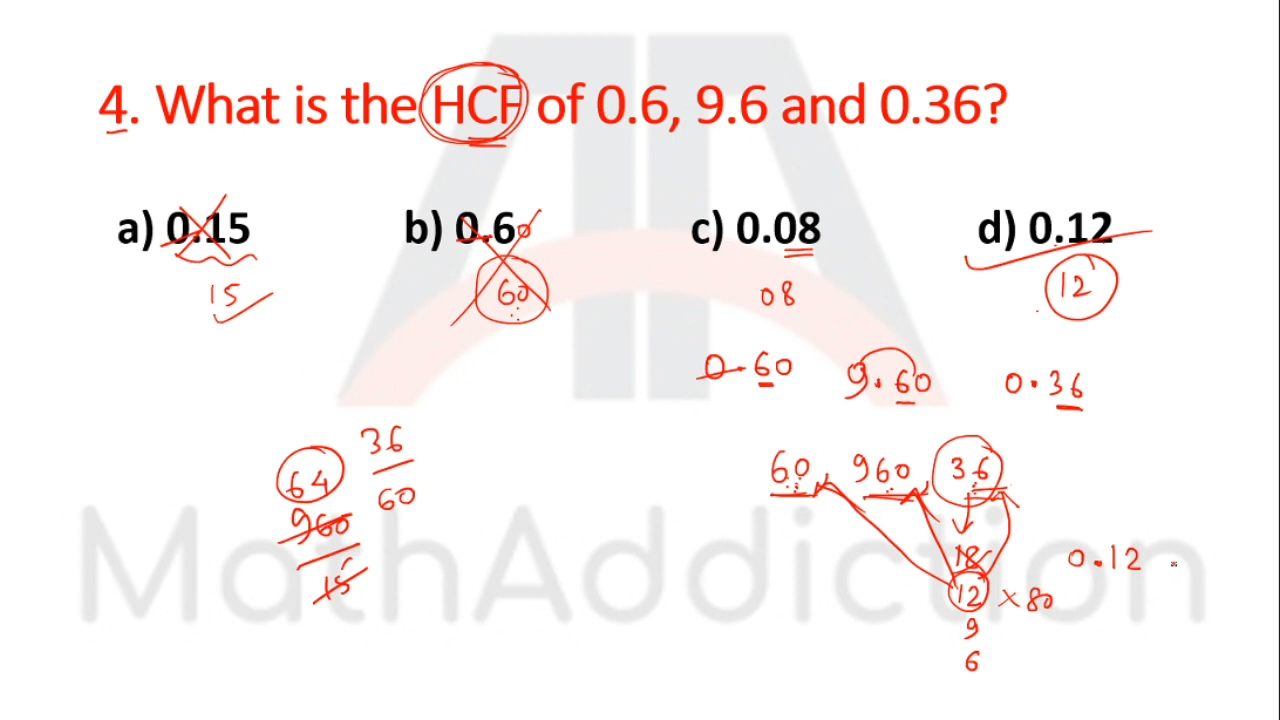 4. What is the HCF of 0.6, 9.6 and 0.36?
a) 0.15 b) 0.60 c) 0.08 d) 0.12
15 60 08 12
0.60 9.60 0.36
36
60
64
960
15
60, 960, 36
18
12 × 80
9
6
0.12
MathAddiction